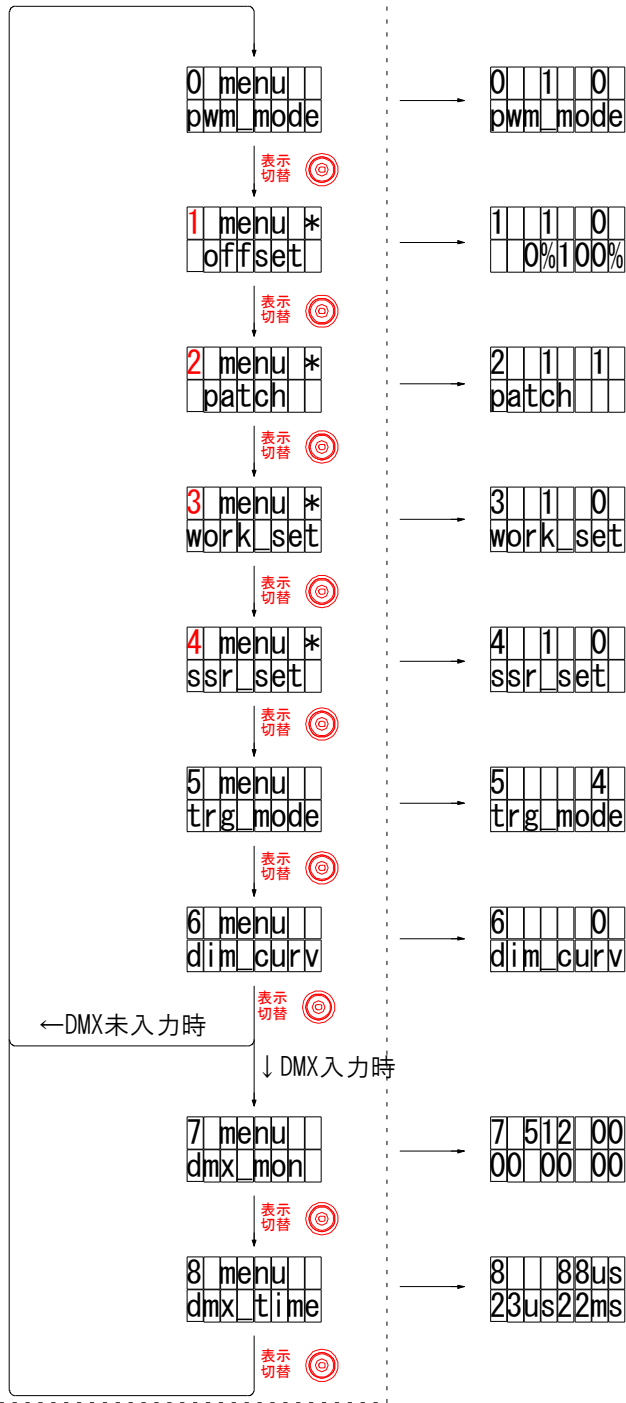 0 menu
pwm_mode
0 1 0
pwm_mode
表示
切替
1 menu *
offset
1 1 0
0%100%
表示
切替
2 menu *
patch
2 1 1
patch
表示
切替
3 menu *
work_set
3 1 0
work_set
表示
切替
4 menu *
ssr_set
4 1 0
ssr_set
表示
切替
5 menu
trg_mode
5 4
trg_mode
表示
切替
6 menu
dim_curv
6 0
dim_curv
表示
切替
←DMX未入力時
↓DMX入力時
7 menu
dmx_mon
7 512 00
00 00 00
表示
切替
8 menu
dmx_time
8 88us
23us22ms
表示
切替